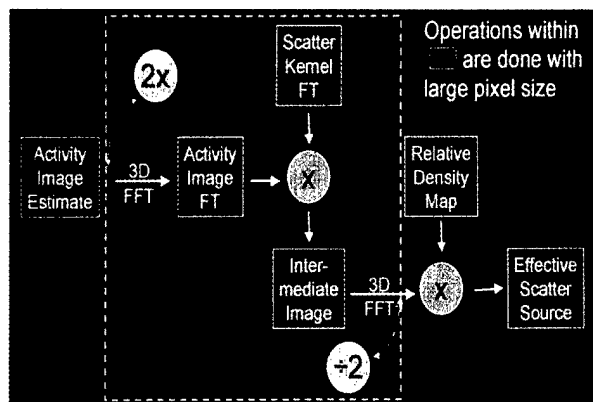 Operations within
are done with
large pixel size
2x
Scatter
Kernel
FT
Activity
Image
Estimate
3D
FFT
Activity
Image
FT
X
Relative
Density
Map
Inter-
mediate
Image
3D
FFT
X
Effective
Scatter
Source
÷2